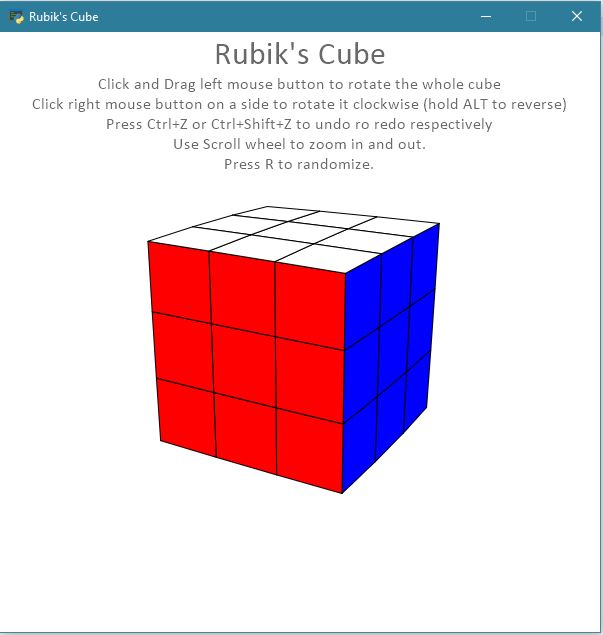 Rubik's Cube
Rubik's Cube
Click and Drag left mouse button to rotate the whole cube
Click right mouse button on a side to rotate it clockwise (hold ALT to reverse)
Press Ctrl+Z or Ctrl+Shift+Z to undo ro redo respectively
Use Scroll wheel to zoom in and out.
Press R to randomize.